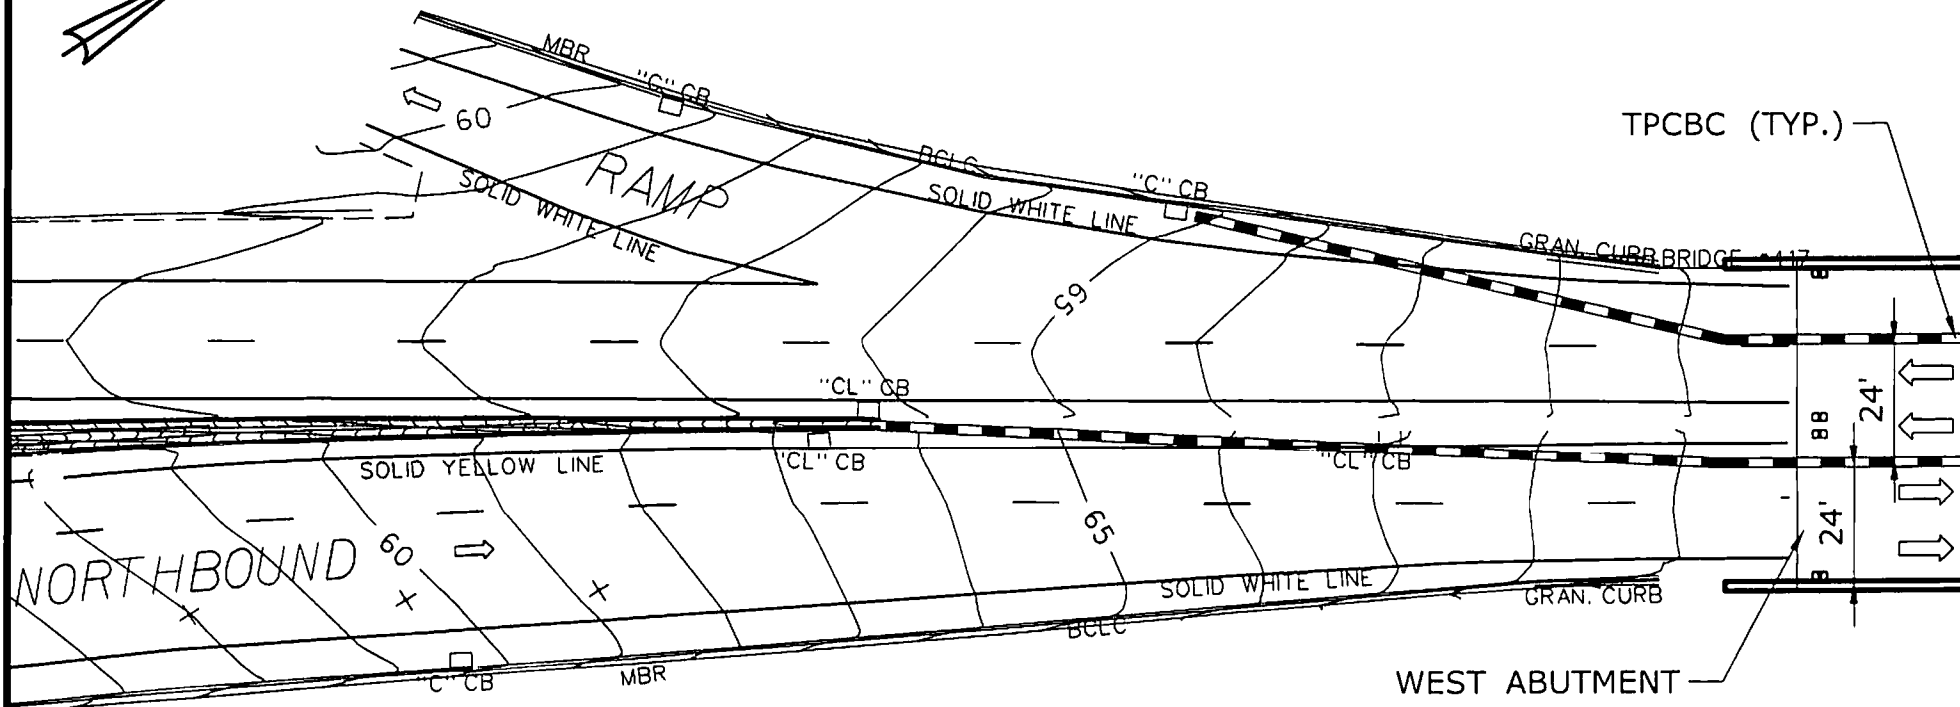 MBR
"C" CB
60
RAMP
SOLID WHITE LINE
BCLC
SOLID WHITE LINE
"C" CB
TPCBC (TYP.)
GRAN. CURB
BRIDGE
65
"CL" CB
24'
SOLID YELLOW LINE
"CL" CB
"CL" CB
60
NORTHBOUND
65
24'
SOLID WHITE LINE
GRAN. CURB
BCLC
"C" CB
MBR
WEST ABUTMENT